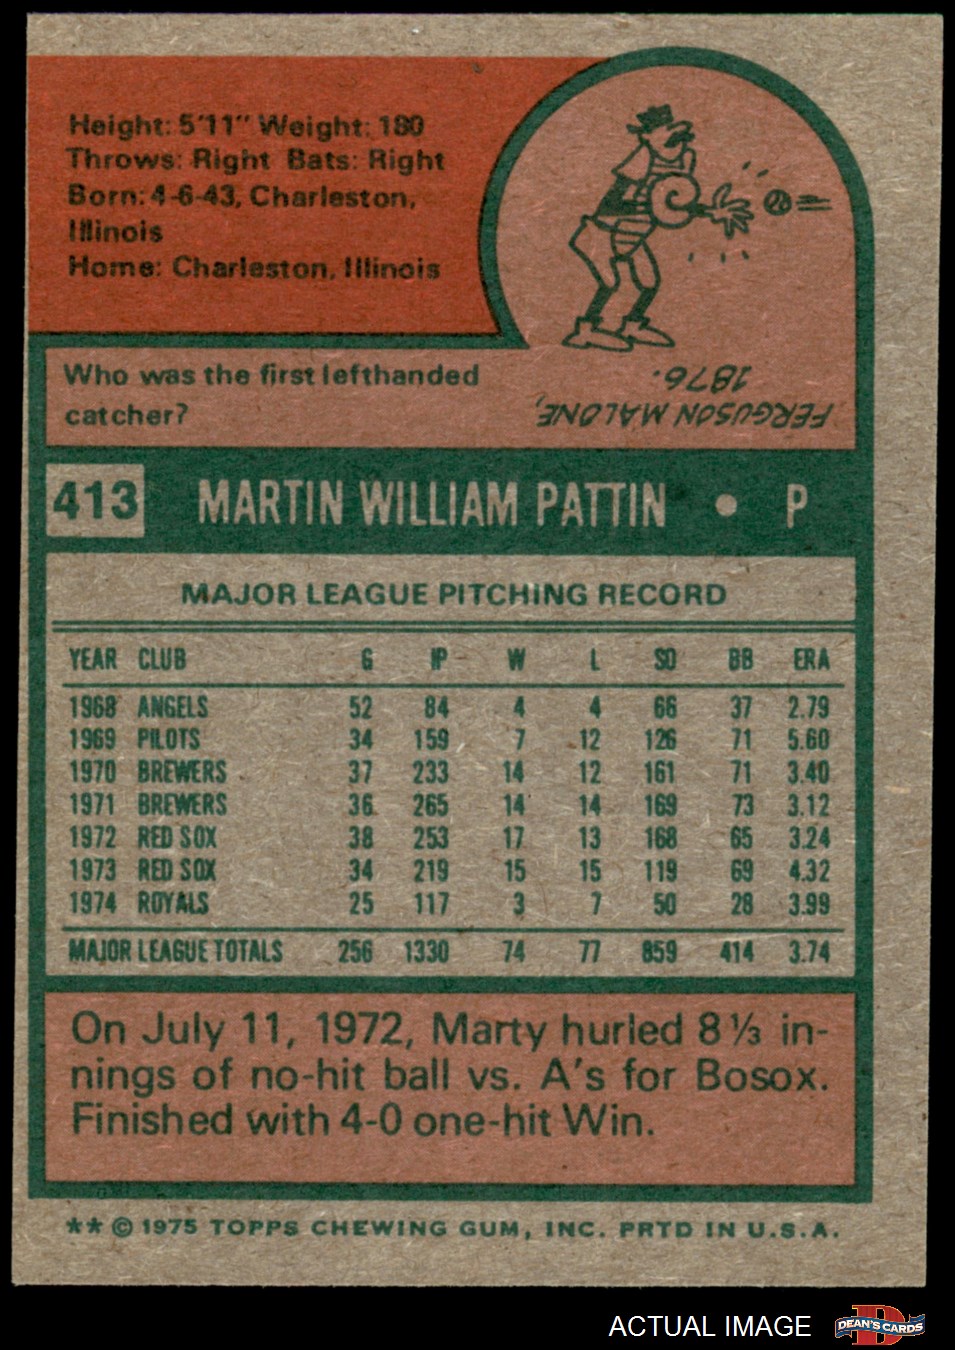 Height: 5'11" Weight: 180
Throws: Right Bats: Right
Born: 4-6-43, Charleston,
Illinois
Home: Charleston, Illinois
Who was the first lefthanded
catcher?
FERGUSON MALONE,
1876.
413 MARTIN WILLIAM PATTIN • P
MAJOR LEAGUE PITCHING RECORD
YEAR CLUB G IP W L SO BB ERA
1968 ANGELS 52 84 4 4 66 37 2.79
1969 PILOTS 34 159 7 12 126 71 5.60
1970 BREWERS 37 233 14 12 161 71 3.40
1971 BREWERS 36 265 14 14 169 73 3.12
1972 RED SOX 38 253 17 13 168 65 3.24
1973 RED SOX 34 219 15 15 119 69 4.32
1974 ROYALS 25 117 3 7 50 28 3.99
MAJOR LEAGUE TOTALS 256 1330 74 77 859 414 3.74
On July 11, 1972, Marty hurled 8⅓ in-
nings of no-hit ball vs. A's for Bosox.
Finished with 4-0 one-hit Win.
** © 1975 TOPPS CHEWING GUM, INC. PRTD IN U.S.A.
ACTUAL IMAGE
D
DEAN'S CARDS